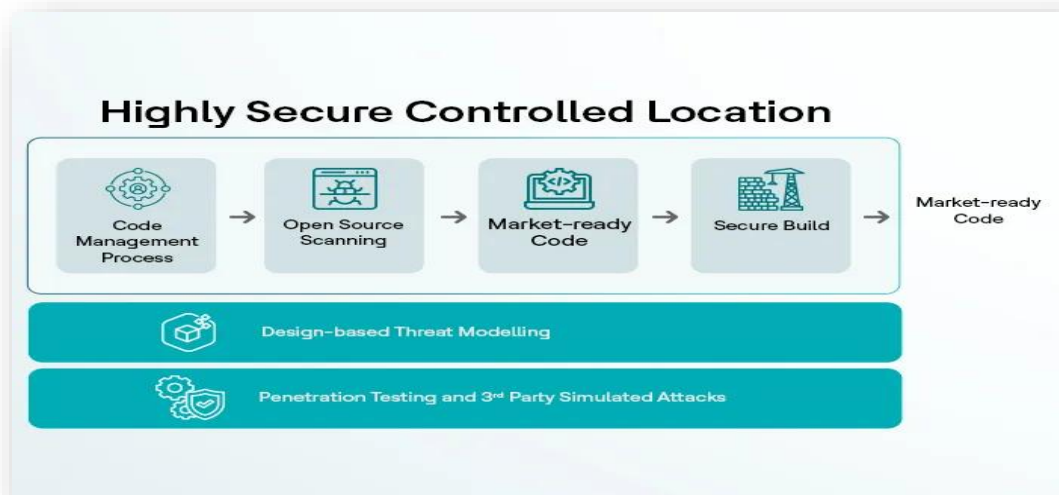 Highly Secure Controlled Location
Code
Management
Process
Open Source
Scanning
Market-ready
Code
Secure Build
Market-ready
Code
Design-based Threat Modelling
Penetration Testing and 3rd Party Simulated Attacks